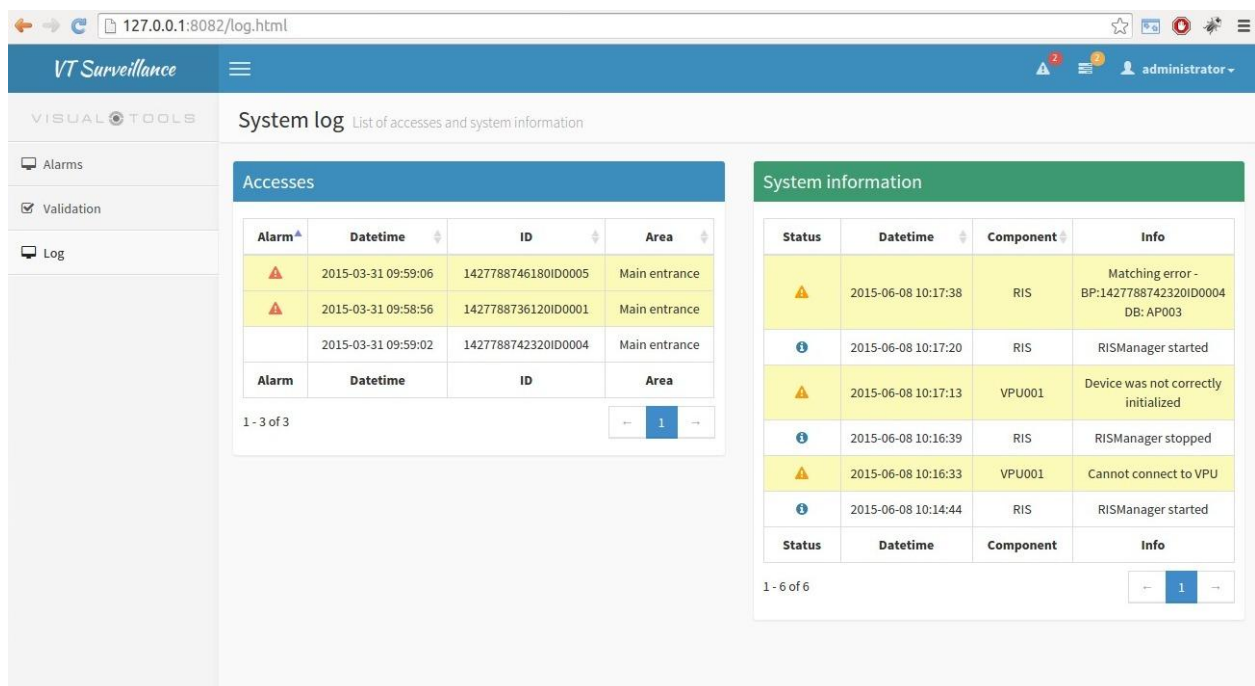 127.0.0.1:8082/log.html
VT Surveillance
2
2
administrator
VISUAL TOOLS
System log List of accesses and system information
Alarms
Validation
Log
Accesses
Alarm Datetime ID Area
2015-03-31 09:59:06 1427788746180ID0005 Main entrance
2015-03-31 09:58:56 1427788736120ID0001 Main entrance
2015-03-31 09:59:02 1427788742320ID0004 Main entrance
Alarm Datetime ID Area
1 - 3 of 3
← 1 →
System information
Status Datetime Component Info
2015-06-08 10:17:38 RIS Matching error -
BP:1427788742320ID0004
DB: AP003
2015-06-08 10:17:20 RIS RISManager started
2015-06-08 10:17:13 VPU001 Device was not correctly
initialized
2015-06-08 10:16:39 RIS RISManager stopped
2015-06-08 10:16:33 VPU001 Cannot connect to VPU
2015-06-08 10:14:44 RIS RISManager started
Status Datetime Component Info
1 - 6 of 6
← 1 →